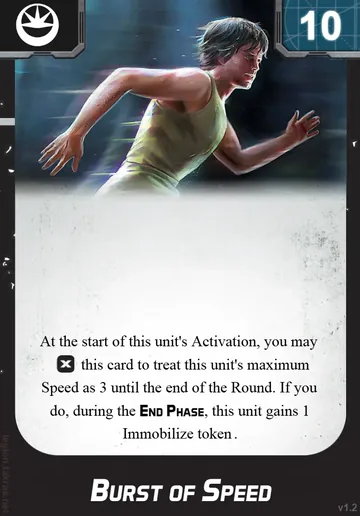 10
At the start of this unit's Activation, you may
this card to treat this unit's maximum
Speed as 3 until the end of the Round. If you
do, during the END PHASE, this unit gains 1
Immobilize token.
BURST OF SPEED
v1.2